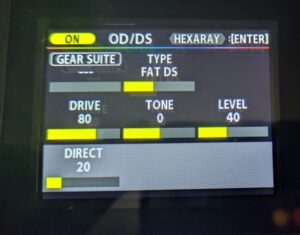 ON OD/DS HEXARAY :[ENTER]
GEAR SUITE
---
TYPE
FAT DS
DRIVE
80
TONE
0
LEVEL
40
DIRECT
20